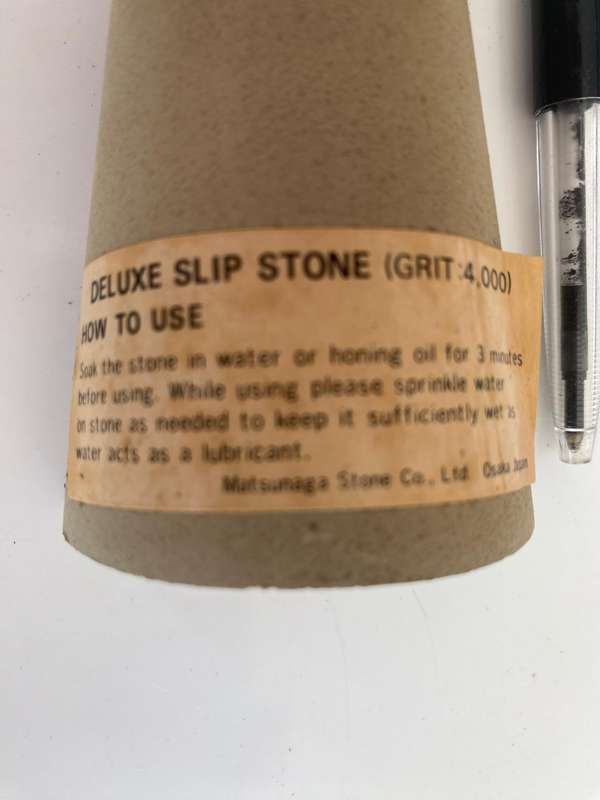 DELUXE SLIP STONE (GRIT:4,000)
HOW TO USE
Soak the stone in water or honing oil for 3 minutes
before using. While using please sprinkle water
on stone as needed to keep it sufficiently wet as
water acts as a lubricant.
Matsunaga Stone Co., Ltd. Osaka Japan